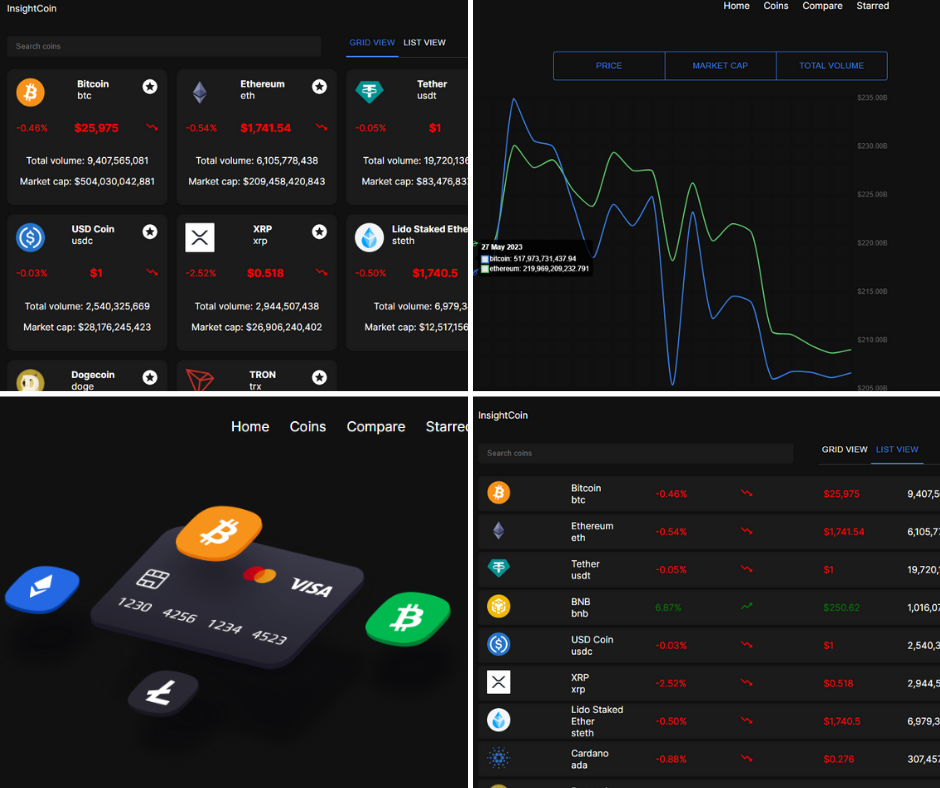 InsightCoin
Search coins
GRID VIEW LIST VIEW
Bitcoin Ethereum Tether
btc eth usdt
-0.46% $25,975 -0.54% $1,741.54 -0.05% $1
Total volume: 9,407,565,081 Total volume: 6,105,778,438 Total volume: 19,720,136
Market cap: $504,030,042,881 Market cap: $209,458,420,843 Market cap: $83,476,837
USD Coin XRP Lido Staked Ethe
usdc xrp steth
-0.03% $1 -2.52% $0.518 -0.50% $1,740.5
Total volume: 2,540,325,669 Total volume: 2,944,507,438 Total volume: 6,979,3
Market cap: $28,176,245,423 Market cap: $26,906,240,402 Market cap: $12,517,156
Dogecoin TRON
doge trx
Home Coins Compare Starred
PRICE MARKET CAP TOTAL VOLUME
$235.00B
$230.00B
$225.00B
$220.00B
$215.00B
$210.00B
$205.00B
27 May 2023
bitcoin: 517,973,731,437.94
ethereum: 219,969,209,232.791
Home Coins Compare Starred
VISA
1230 4256 1234 4523
InsightCoin
Search coins
GRID VIEW LIST VIEW
Bitcoin
btc
-0.46% $25,975 9,407,5
Ethereum
eth
-0.54% $1,741.54 6,105,77
Tether
usdt
-0.05% $1 19,720,
BNB
bnb
6.87% $250.62 1,016,07
USD Coin
usdc
-0.03% $1 2,540,3
XRP
xrp
-2.52% $0.518 2,944,5
Lido Staked
Ether
steth
-0.50% $1,740.5 6,979,3
Cardano
ada
-0.88% $0.276 307,457